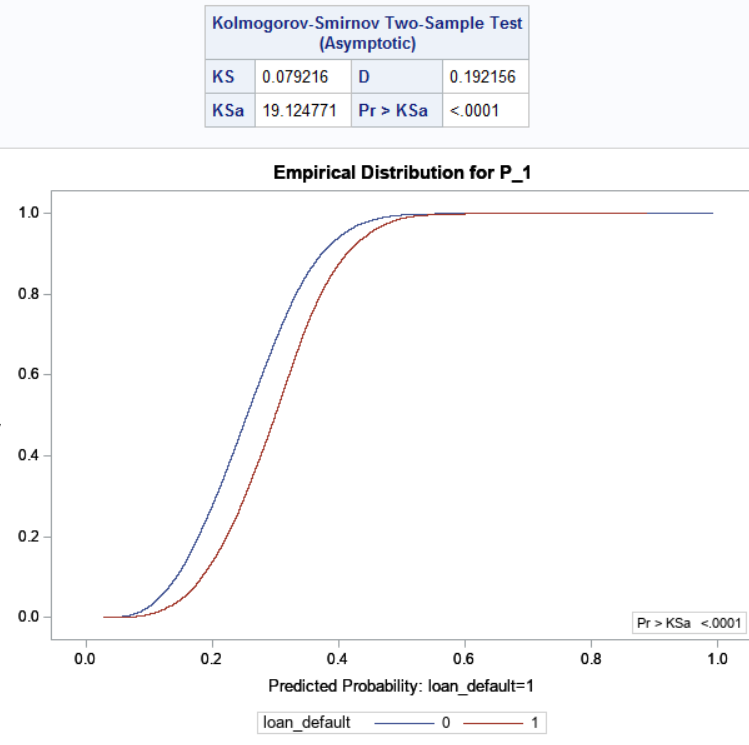 Kolmogorov-Smirnov Two-Sample Test
(Asymptotic)
KS 0.079216 D 0.192156
KSa 19.124771 Pr > KSa <.0001
Empirical Distribution for P_1
1.0
0.8
0.6
0.4
0.2
0.0
Pr > KSa <.0001
0.0 0.2 0.4 0.6 0.8 1.0
Predicted Probability: loan_default=1
loan_default 0 1